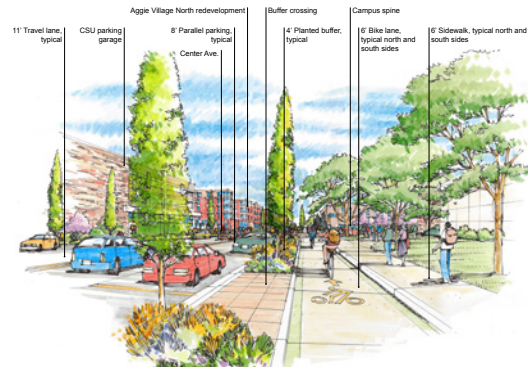 Aggie Village North redevelopment
Buffer crossing
Campus spine
11' Travel lane,
typical
CSU parking
garage
8' Parallel parking,
typical
Center Ave.
4' Planted buffer,
typical
6' Bike lane,
typical north and
south sides
6' Sidewalk, typical north and
south sides